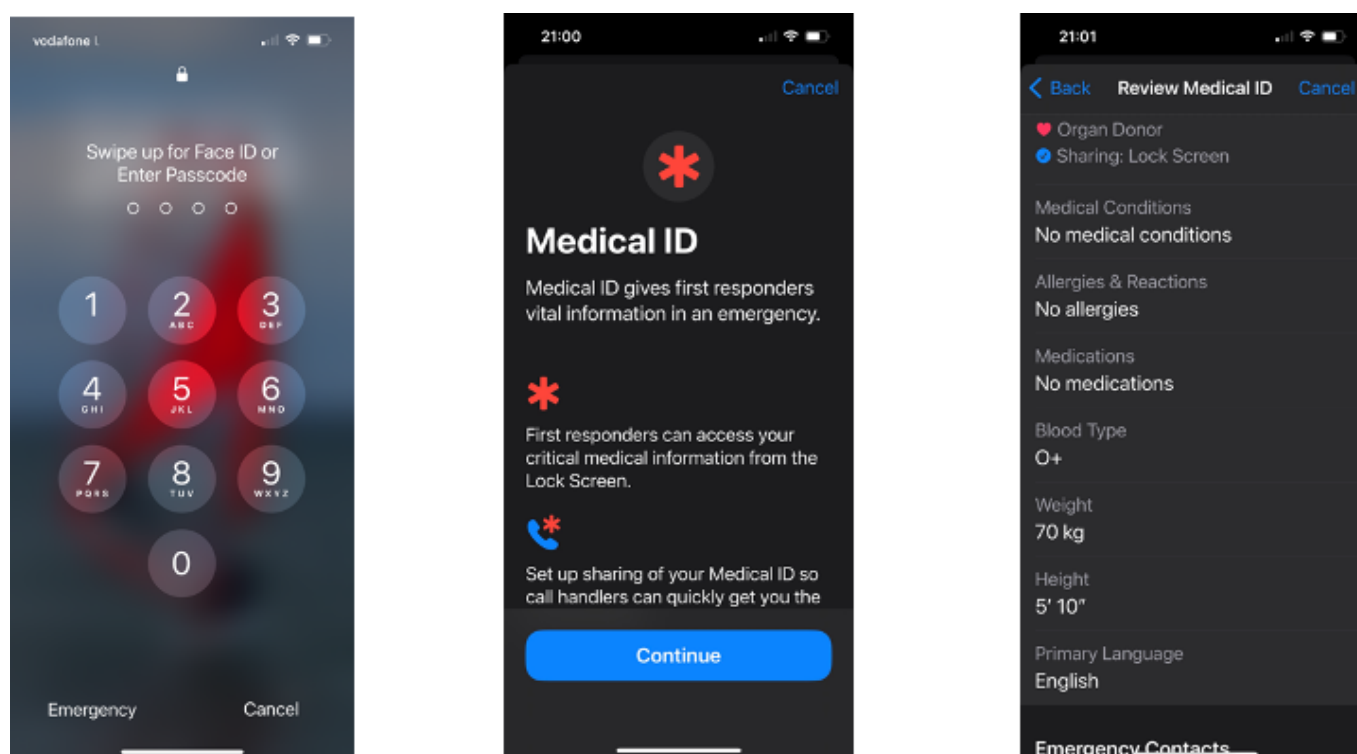 vodafone
Swipe up for Face ID or
Enter Passcode
1
2
ABC
3
DEF
4
GHI
5
JKL
6
MNO
7
PQRS
8
TUV
9
WXYZ
0
Emergency
Cancel
21:00
Cancel
Medical ID
Medical ID gives first responders
vital information in an emergency.
First responders can access your
critical medical information from the
Lock Screen.
Set up sharing of your Medical ID so
call handlers can quickly get you the
Continue
21:01
Back
Review Medical ID
Cancel
Organ Donor
Sharing: Lock Screen
Medical Conditions
No medical conditions
Allergies & Reactions
No allergies
Medications
No medications
Blood Type
O+
Weight
70 kg
Height
5' 10"
Primary Language
English
Emergency Contacts